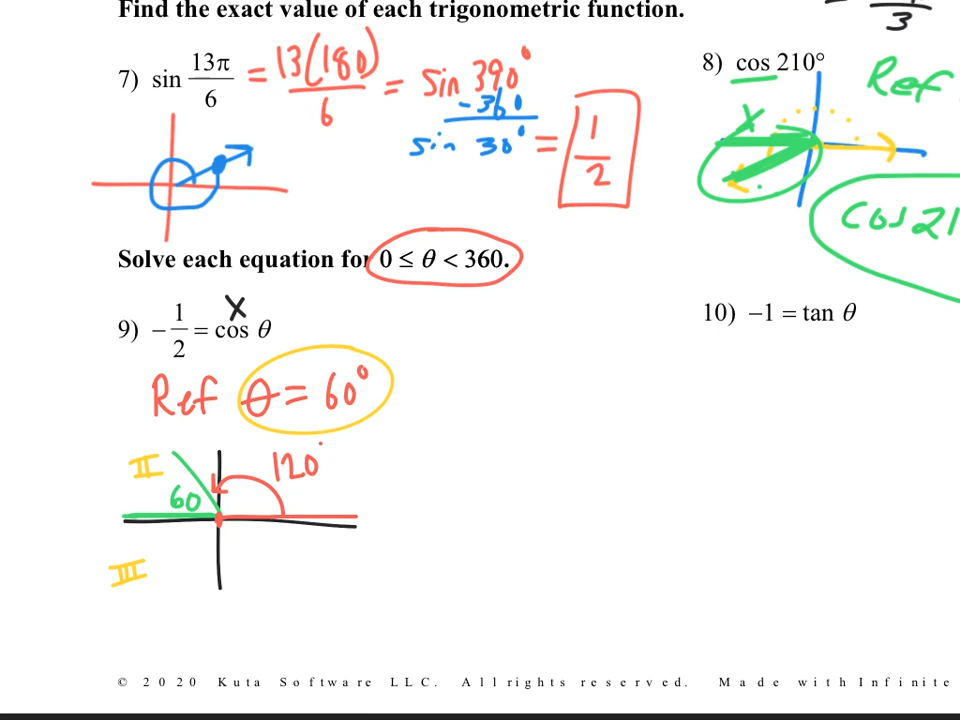 Find the exact value of each trigonometric function.
3
7) sin 13π/6 = 13(180)/6 = sin 390°
- 360
sin 30° = 1/2
8) cos 210°
Ref
X
cos 21
Solve each equation for 0 ≤ θ < 360.
X
9) -1/2 = cos θ
10) -1 = tan θ
Ref θ = 60°
II
120°
60
III
© 2020 Kuta Software LLC. All rights reserved. Made with Infinite